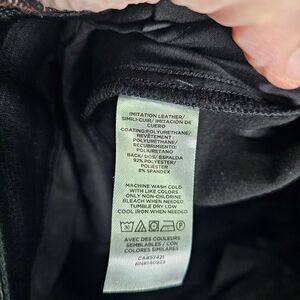 IMITATION LEATHER/
SIMILI-CUIR/ IMITACIÓN DE
CUERO
COATING:POLYURETHANE/
REVÊTEMENT :
POLYURÉTHANE/
RECUBRIMIENTO:
POLIURETANO
BACK/ DOS/ ESPALDA
92% POLYESTER/
POLIÉSTER
8% SPANDEX
MACHINE WASH COLD
WITH LIKE COLORS
ONLY NON-CHLORINE
BLEACH WHEN NEEDED
TUMBLE DRY LOW
COOL IRON WHEN NEEDED
AVEC DES COULEURS
SEMBLABLES / CON
COLORES SIMILARES
CA#57421